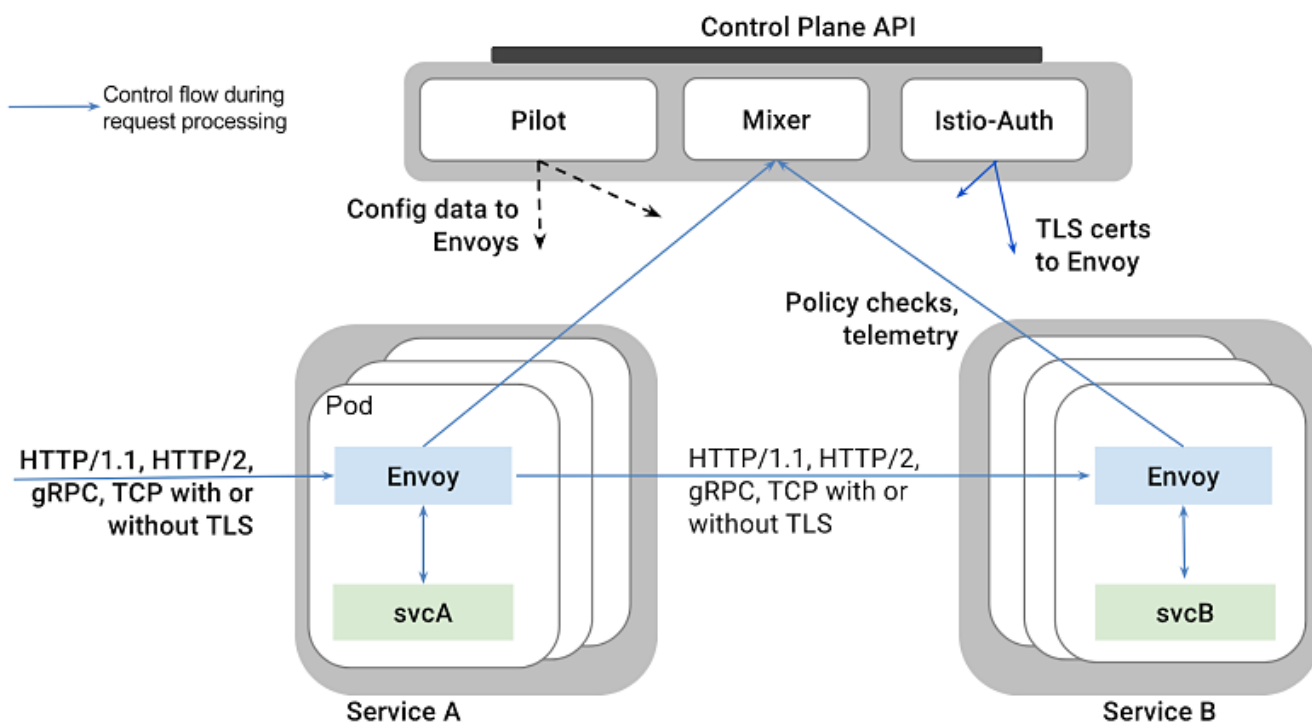 Control Plane API
Control flow during
request processing
Pilot
Mixer
Istio-Auth
Config data to
Envoys
TLS certs
to Envoy
Policy checks,
telemetry
Pod
HTTP/1.1, HTTP/2,
gRPC, TCP with or
without TLS
Envoy
HTTP/1.1, HTTP/2,
gRPC, TCP with or
without TLS
Envoy
svcA
svcB
Service A
Service B